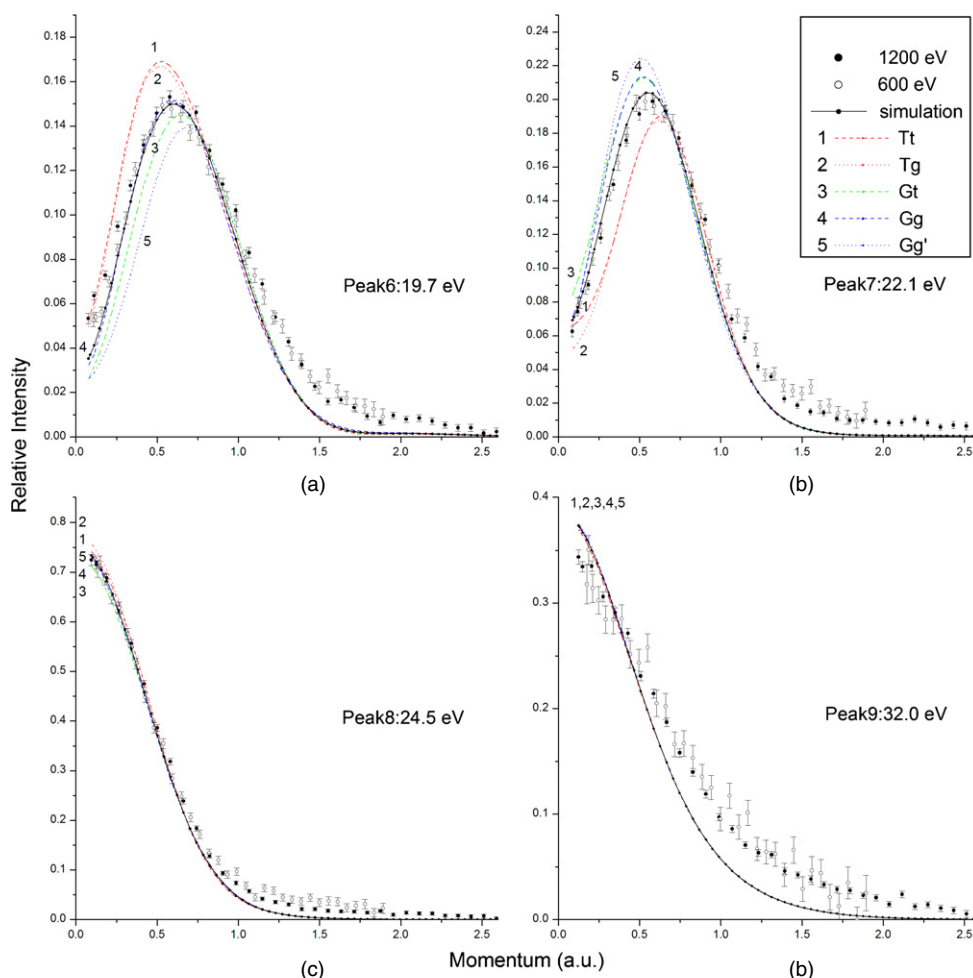 0.18
0.16
0.14
0.12
0.10
0.08
0.06
0.04
0.02
0.00
0.0 0.5 1.0 1.5 2.0 2.5
1
2
3
5
4
Peak6:19.7 eV
(a)
0.24
0.22
0.20
0.18
0.16
0.14
0.12
0.10
0.08
0.06
0.04
0.02
0.00
0.0 0.5 1.0 1.5 2.0 2.5
5 4
3
1
2
Peak7:22.1 eV
(b)
1200 eV
600 eV
simulation
1 Tt
2 Tg
3 Gt
4 Gg
5 Gg'
Relative Intensity
0.8
0.7
0.6
0.5
0.4
0.3
0.2
0.1
0.0
0.0 0.5 1.0 1.5 2.0 2.5
2
1
5
4
3
Peak8:24.5 eV
(c)
0.4
0.3
0.2
0.1
0.0
0.0 0.5 1.0 1.5 2.0 2.5
1,2,3,4,5
Peak9:32.0 eV
(b)
Momentum (a.u.)